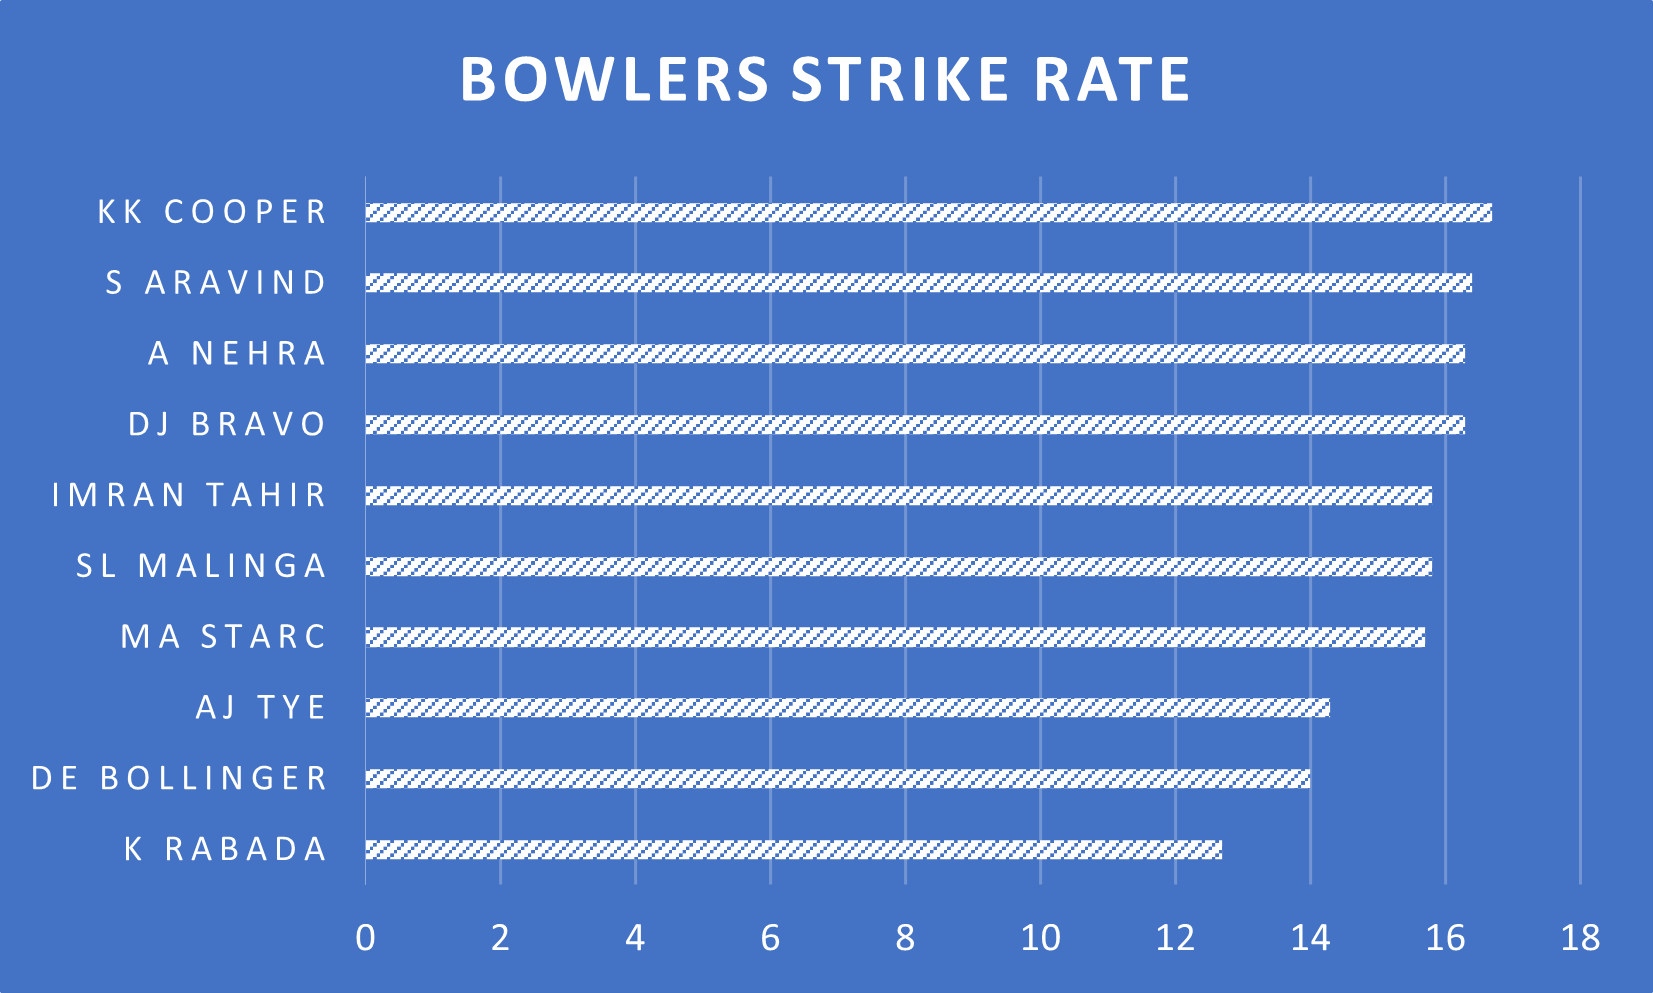 BOWLERS STRIKE RATE
KK COOPER
S ARAVIND
A NEHRA
DJ BRAVO
IMRAN TAHIR
SL MALINGA
MA STARC
AJ TYE
DE BOLLINGER
K RABADA
0 2 4 6 8 10 12 14 16 18